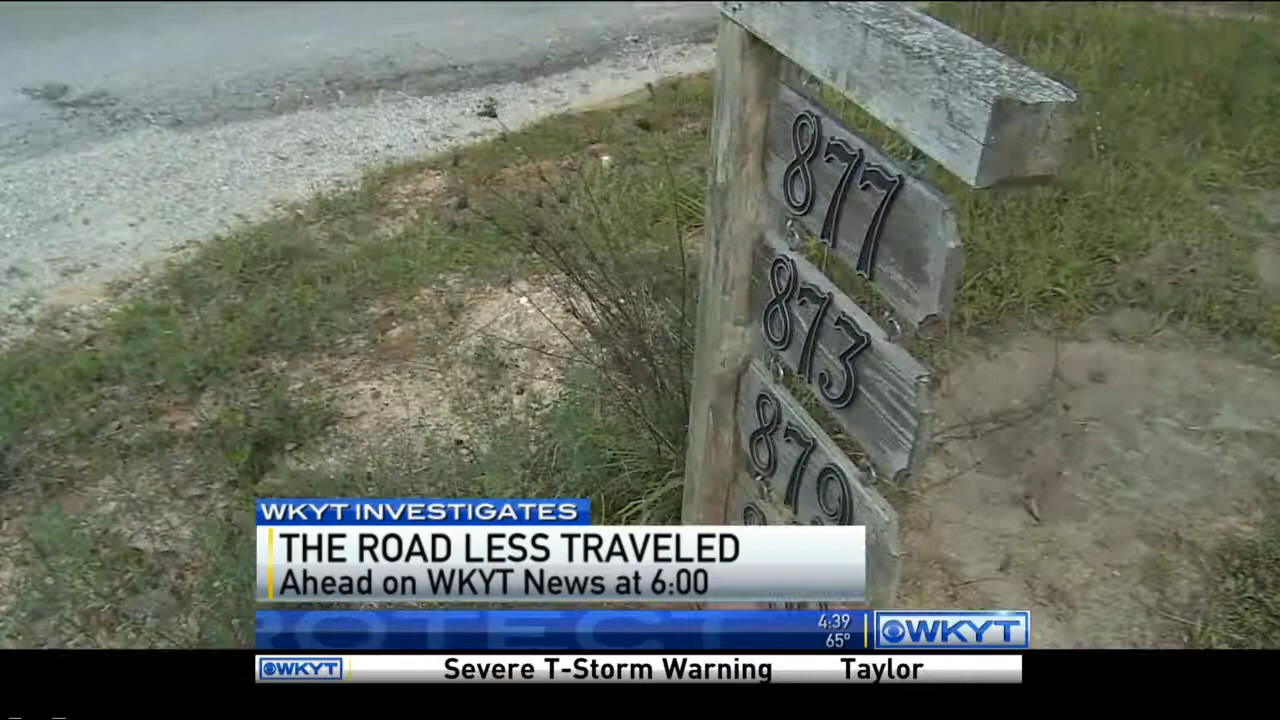 877
873
879
WKYT INVESTIGATES
THE ROAD LESS TRAVELED
Ahead on WKYT News at 6:00
ROTECT
4:39
65°
WKYT
WKYT
Severe T-Storm Warning Taylor